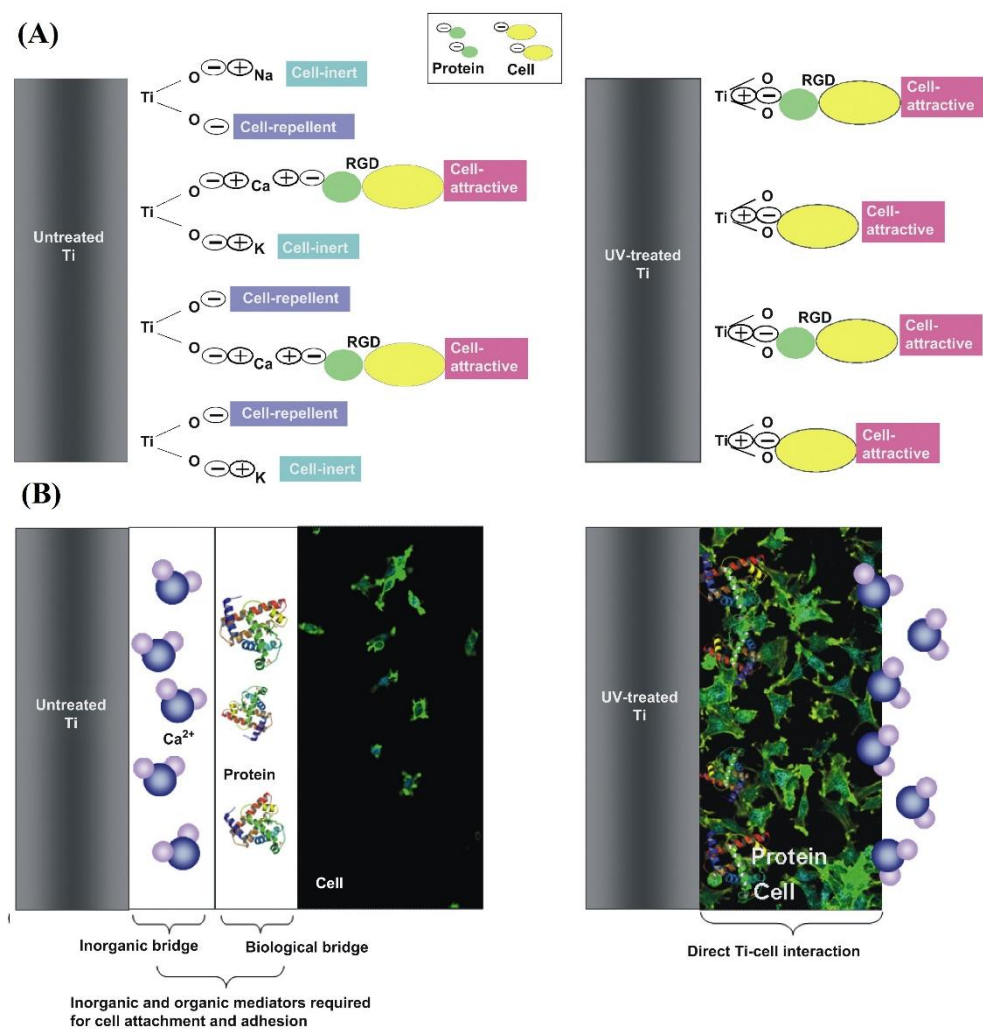 (A)
Protein
Cell
Untreated
Ti
Ti
O
− + Na
Cell-inert
O
−
Cell-repellent
Ti
O
− + Ca + −
RGD
Cell-
attractive
O
− + K
Cell-inert
Ti
O
−
Cell-repellent
O
− + Ca + −
RGD
Cell-
attractive
Ti
O
−
Cell-repellent
O
− + K
Cell-inert
UV-treated
Ti
Ti
O
+ −
O
RGD
Cell-
attractive
Ti
O
+ −
O
Cell-
attractive
Ti
O
+ −
O
RGD
Cell-
attractive
Ti
O
+ −
O
Cell-
attractive
(B)
Untreated
Ti
Ca2+
Protein
Cell
Inorganic bridge
Biological bridge
Inorganic and organic mediators required
for cell attachment and adhesion
UV-treated
Ti
Protein
Cell
Direct Ti-cell interaction